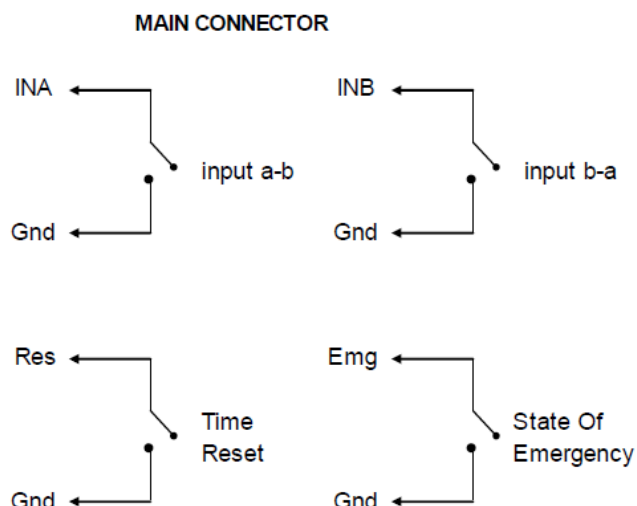 MAIN CONNECTOR
INA
INB
input a-b
input b-a
Gnd
Gnd
Res
Emg
Time
Reset
State Of
Emergency
Gnd
Gnd